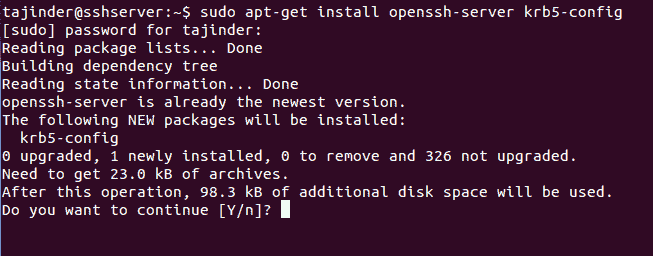 tajinder@sshserver:~$ sudo apt-get install openssh-server krb5-config
[sudo] password for tajinder:
Reading package lists... Done
Building dependency tree
Reading state information... Done
openssh-server is already the newest version.
The following NEW packages will be installed:
  krb5-config
0 upgraded, 1 newly installed, 0 to remove and 326 not upgraded.
Need to get 23.0 kB of archives.
After this operation, 98.3 kB of additional disk space will be used.
Do you want to continue [Y/n]?